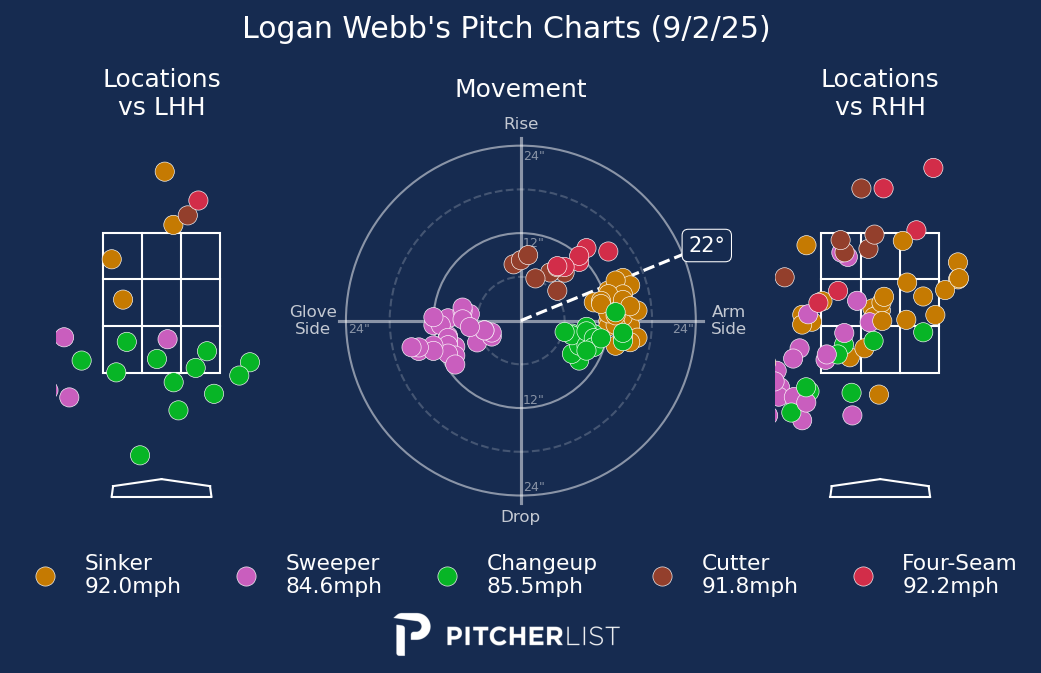 Logan Webb's Pitch Charts (9/2/25)
Locations
vs LHH
Movement
Locations
vs RHH
Rise
24"
12"
22°
Glove
Side
24"
24"
Arm
Side
12"
24"
Drop
Sinker
92.0mph
Sweeper
84.6mph
Changeup
85.5mph
Cutter
91.8mph
Four-Seam
92.2mph
PITCHERLIST